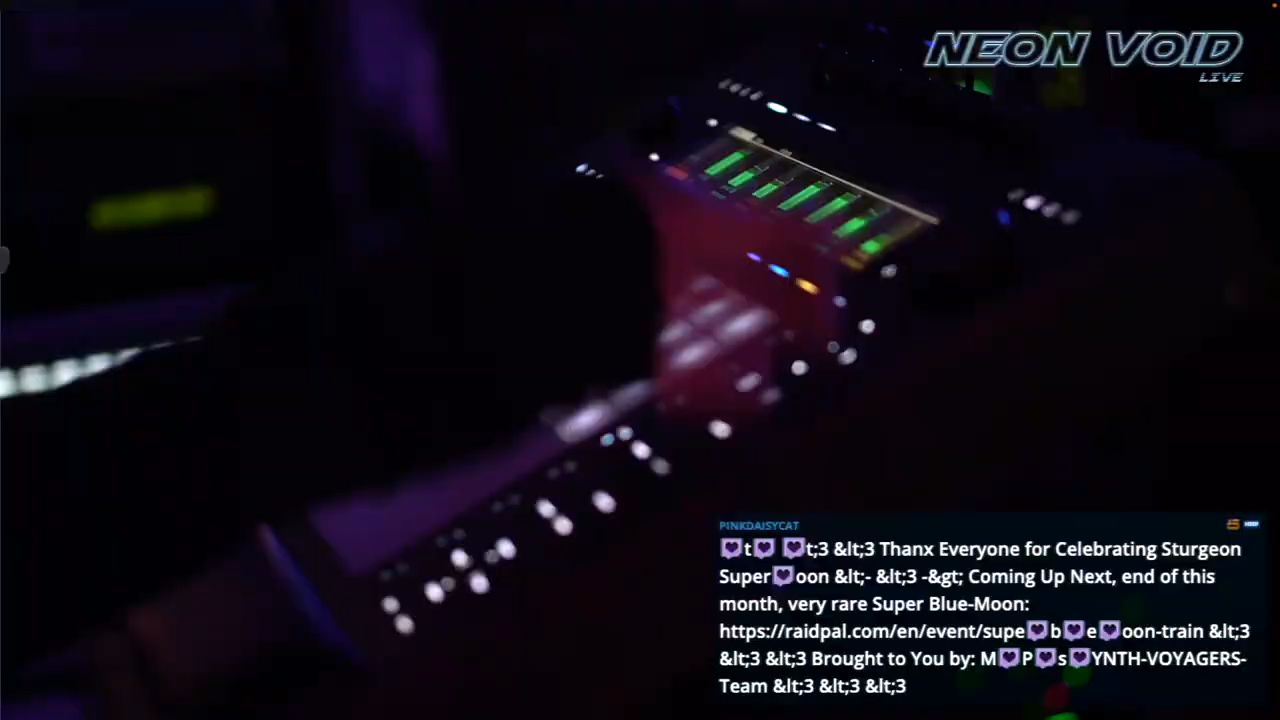 NEON VOID
LIVE
PINKDAISYCAT
t t;3 &lt;3 Thanx Everyone for Celebrating Sturgeon
Super oon &lt;- &lt;3 -&gt; Coming Up Next, end of this
month, very rare Super Blue-Moon:
https://raidpal.com/en/event/supe b e oon-train &lt;3
&lt;3 &lt;3 Brought to You by: M P s YNTH-VOYAGERS-
Team &lt;3 &lt;3 &lt;3